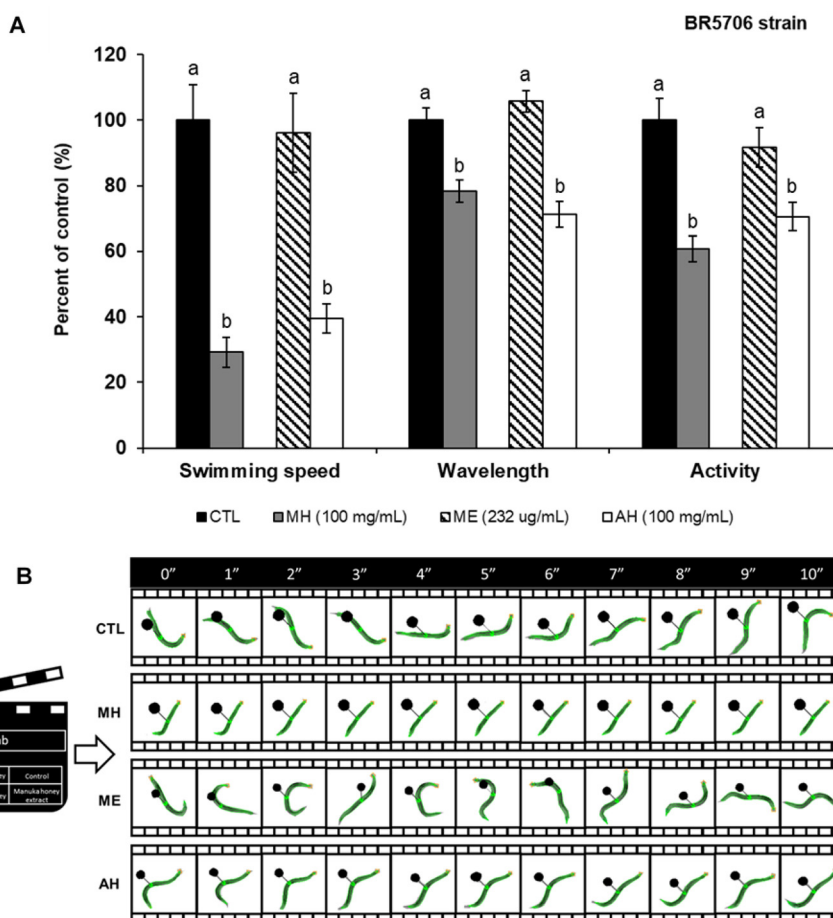 A
BR5706 strain
Percent of control (%)
120
100
80
60
40
20
0
a
b
a
b
a
b
a
b
a
b
a
b
Swimming speed
Wavelength
Activity
CTL
MH (100 mg/mL)
ME (232 ug/mL)
AH (100 mg/mL)
B
0”
1”
2”
3”
4”
5”
6”
7”
8”
9”
10”
CTL
MH
ME
AH
Control
Manuka honey
extract